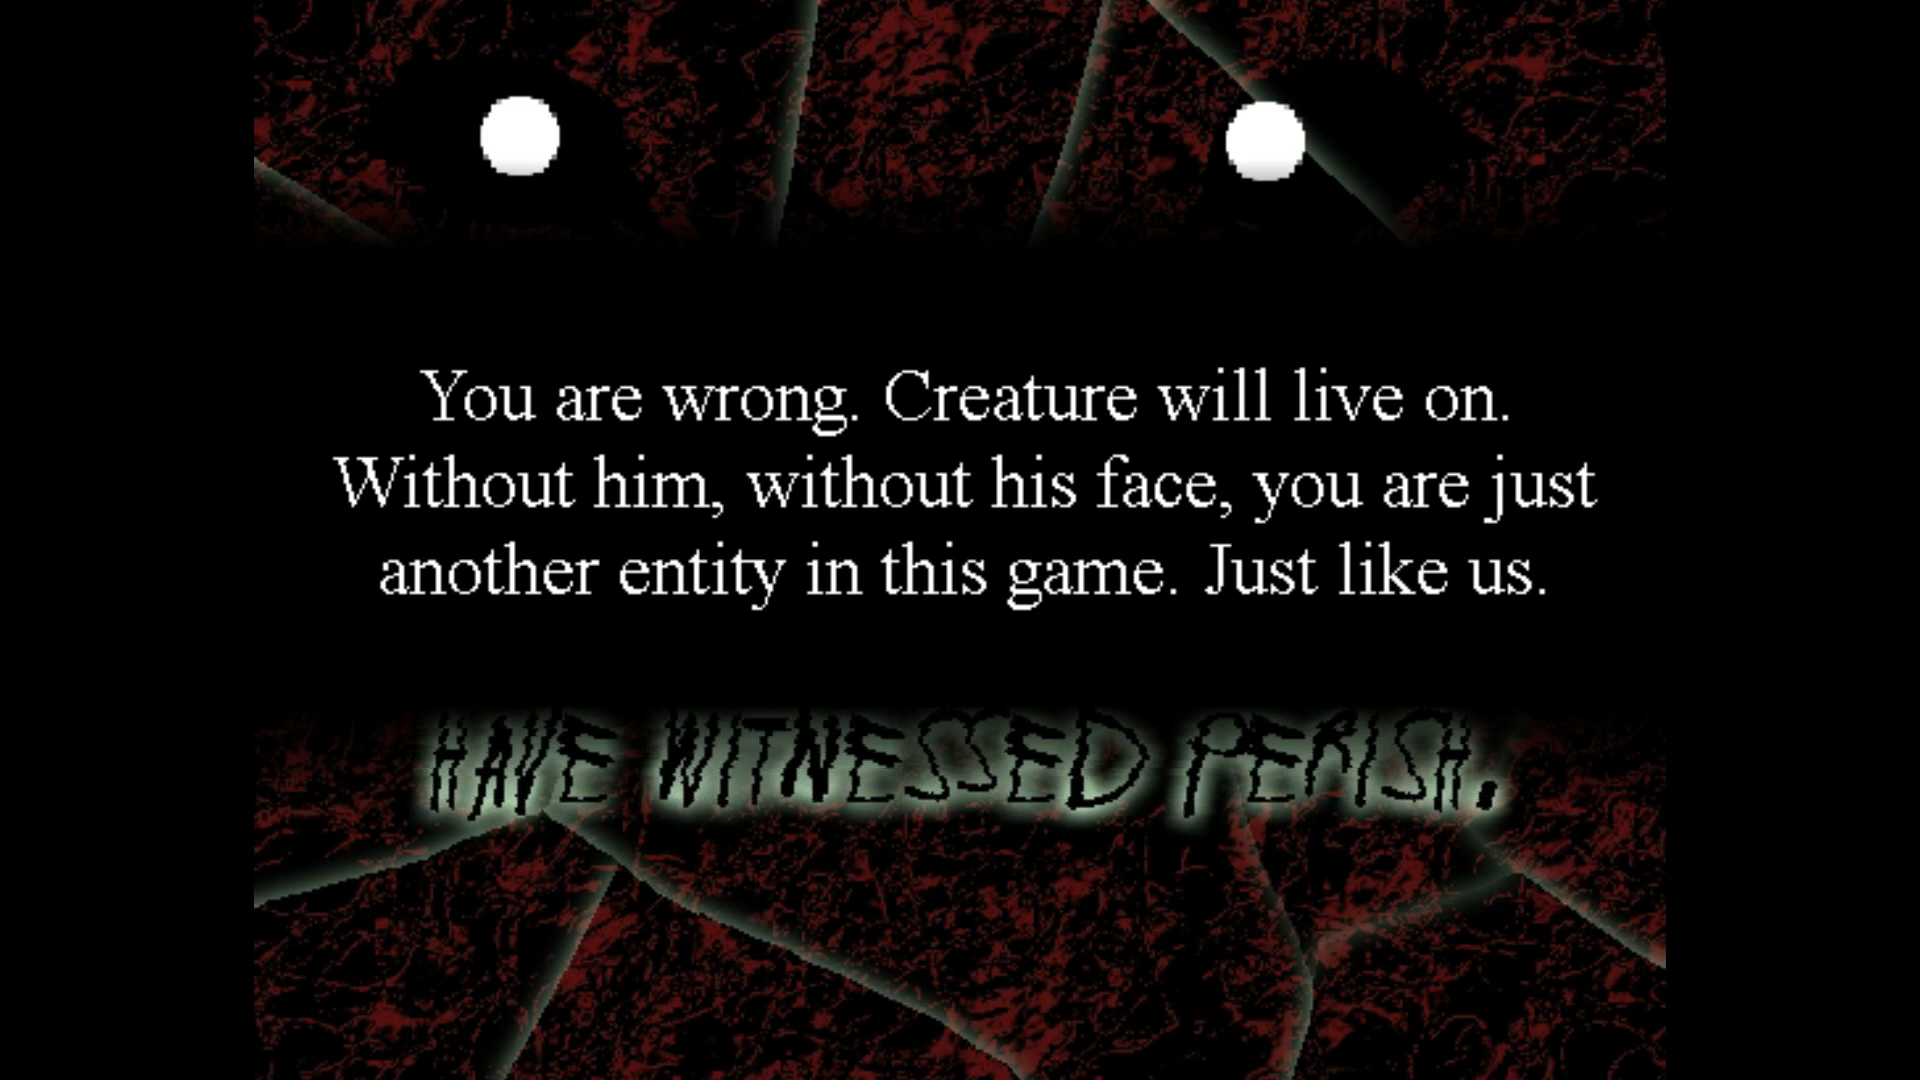 You are wrong. Creature will live on.
Without him, without his face, you are just
another entity in this game. Just like us.
HAVE WITNESSED PERISH.